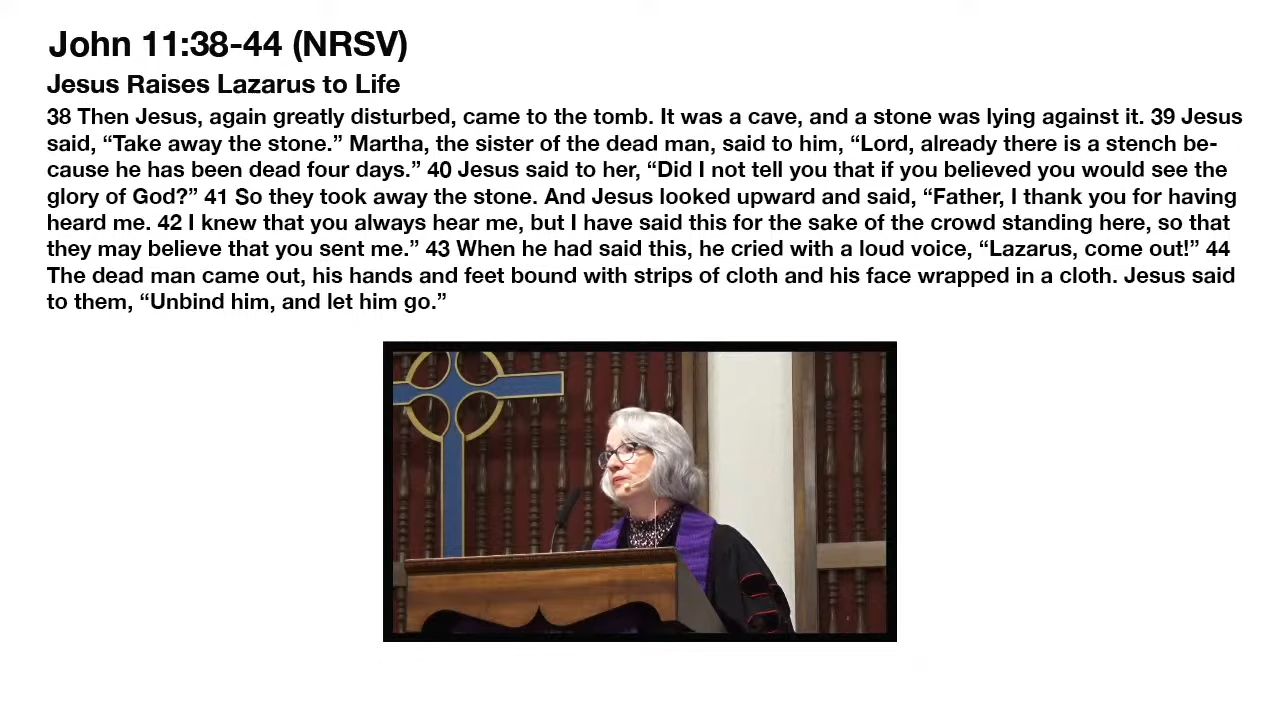 John 11:38-44 (NRSV)
Jesus Raises Lazarus to Life
38 Then Jesus, again greatly disturbed, came to the tomb. It was a cave, and a stone was lying against it. 39 Jesus
said, “Take away the stone.” Martha, the sister of the dead man, said to him, “Lord, already there is a stench be-
cause he has been dead four days.” 40 Jesus said to her, “Did I not tell you that if you believed you would see the
glory of God?” 41 So they took away the stone. And Jesus looked upward and said, “Father, I thank you for having
heard me. 42 I knew that you always hear me, but I have said this for the sake of the crowd standing here, so that
they may believe that you sent me.” 43 When he had said this, he cried with a loud voice, “Lazarus, come out!” 44
The dead man came out, his hands and feet bound with strips of cloth and his face wrapped in a cloth. Jesus said
to them, “Unbind him, and let him go.”